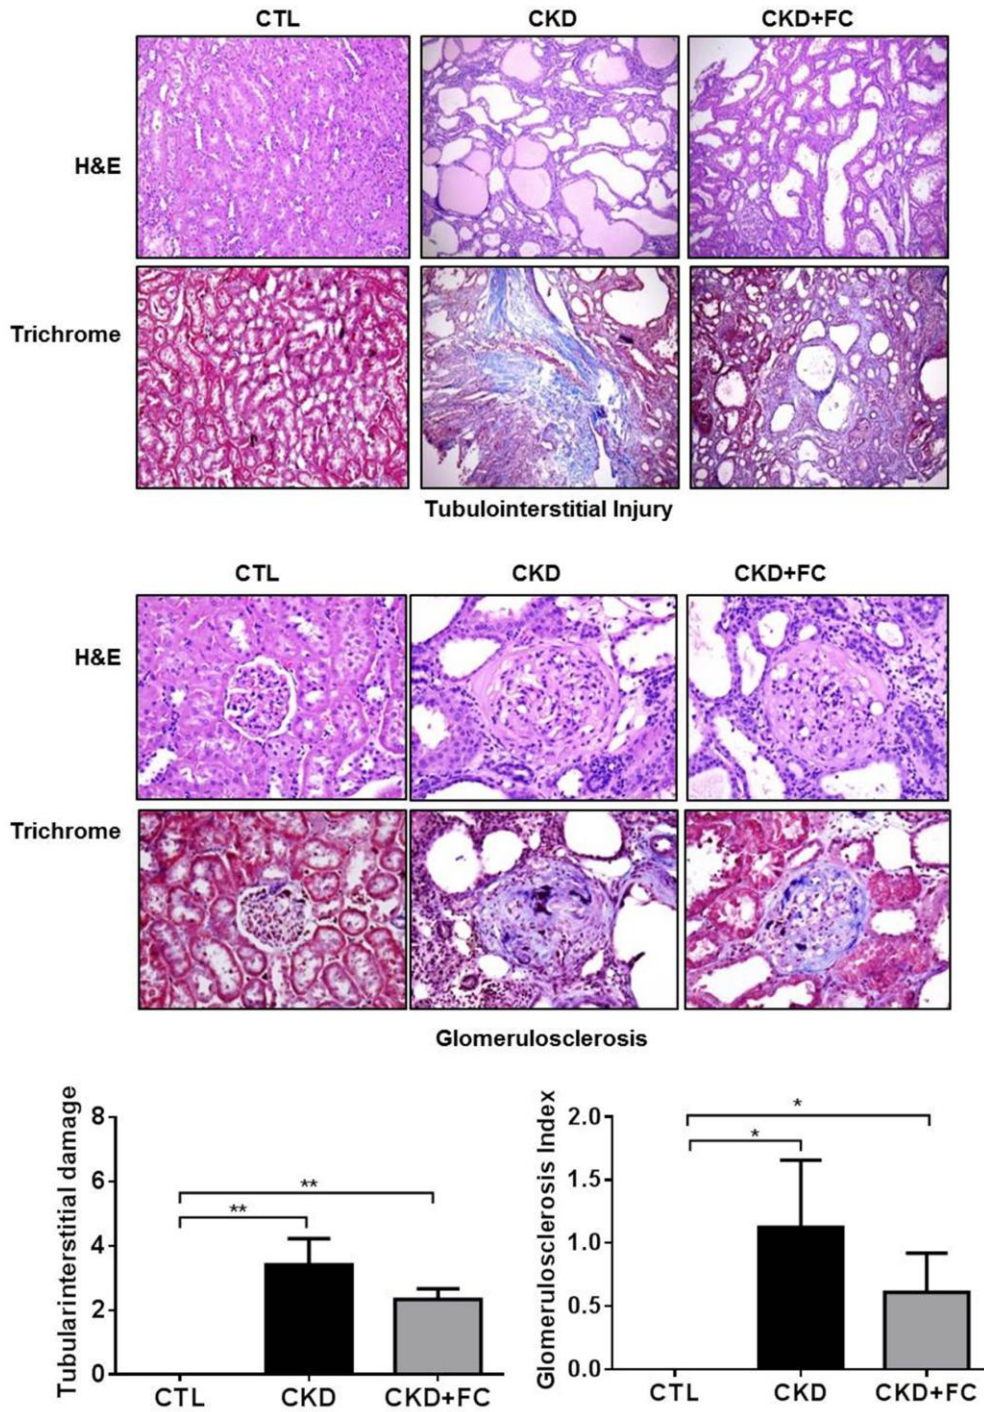 CTL CKD CKD+FC
H&E
Trichrome
Tubulointerstitial Injury
CTL CKD CKD+FC
H&E
Trichrome
Glomerulosclerosis
Tubularinterstitial damage
8
6
4
2
0
**
**
CTL CKD CKD+FC
Glomerulosclerosis Index
2.0
1.5
1.0
0.5
0.0
*
*
CTL CKD CKD+FC